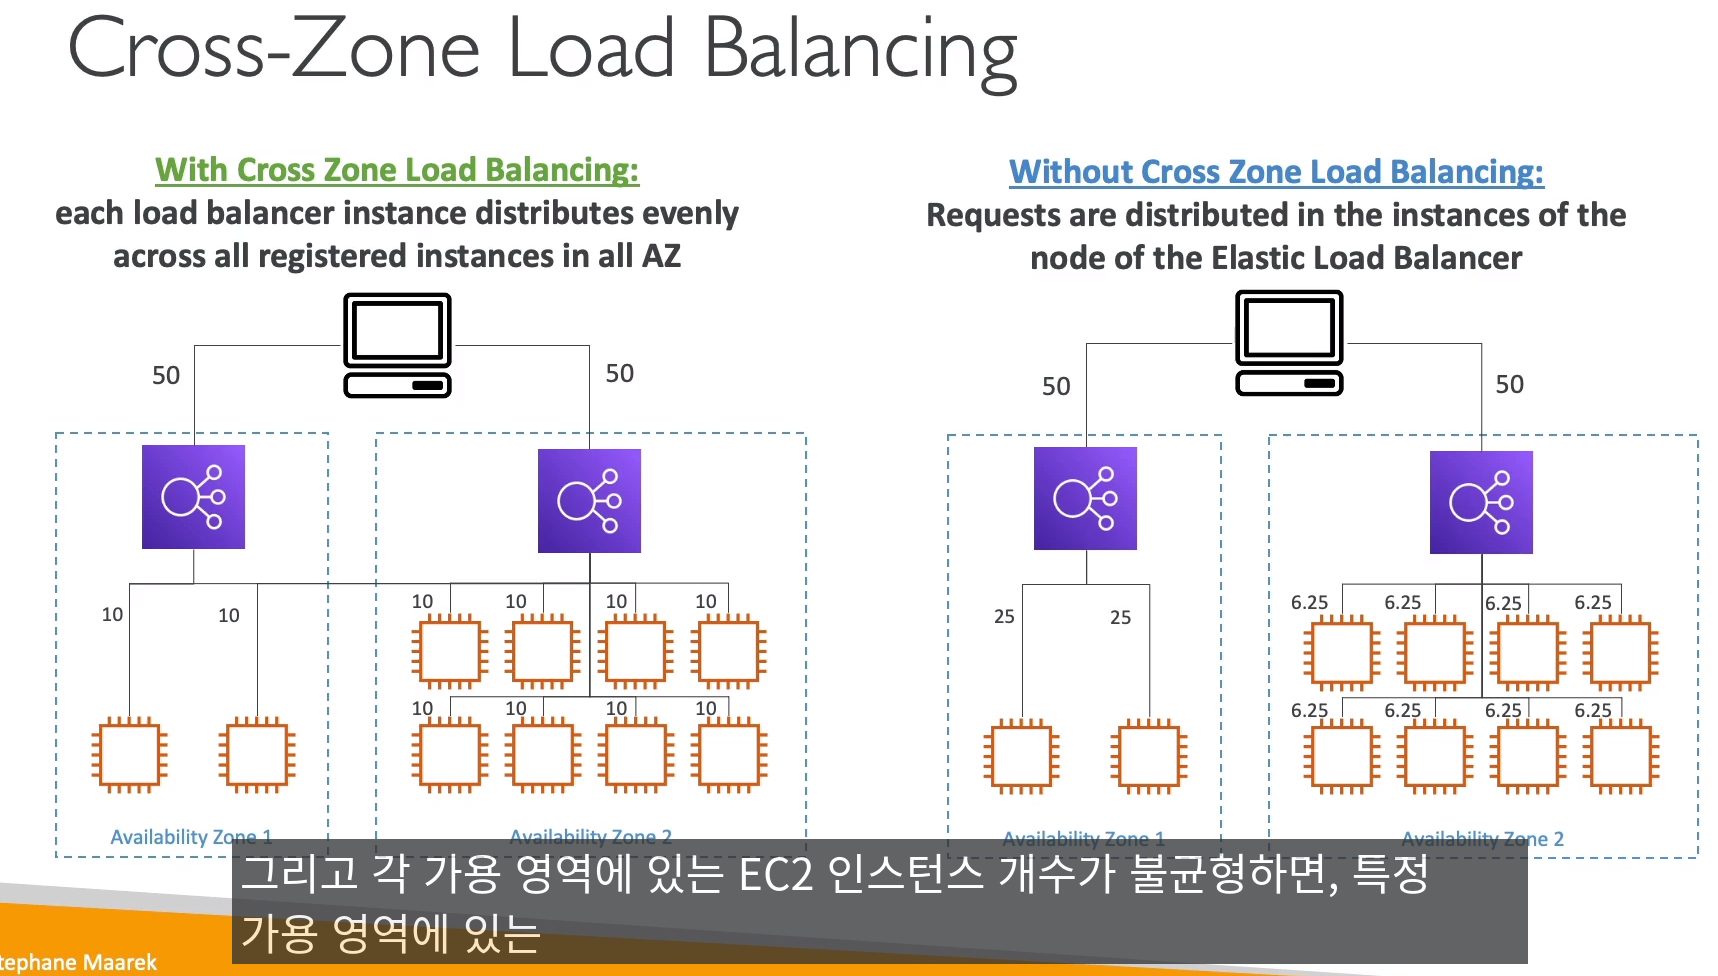 Cross-Zone Load Balancing
With Cross Zone Load Balancing:
each load balancer instance distributes evenly
across all registered instances in all AZ
50
50
10
10
10
10
10
10
10
10
10
10
Availability Zone 1
Availability Zone 2
Without Cross Zone Load Balancing:
Requests are distributed in the instances of the
node of the Elastic Load Balancer
50
50
25
25
6.25
6.25
6.25
6.25
6.25
6.25
6.25
6.25
Availability Zone 1
Availability Zone 2
그리고 각 가용 영역에 있는 EC2 인스턴스 개수가 불균형하면, 특정
가용 영역에 있는
tephane Maarek